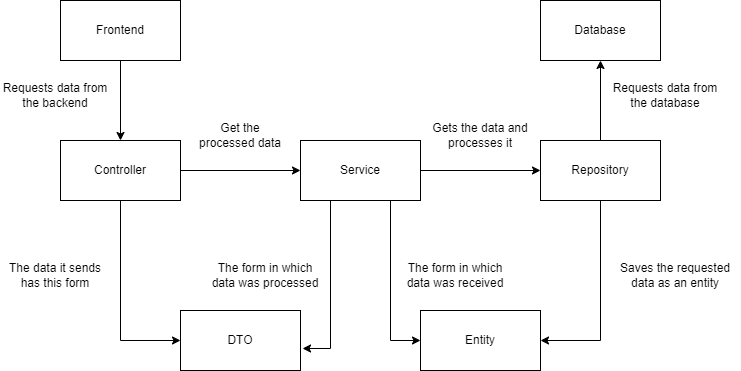 Frontend
Database
Requests data from
the backend
Requests data from
the database
Get the
processed data
Gets the data and
processes it
Controller
Service
Repository
The data it sends
has this form
The form in which
data was processed
The form in which
data was received
Saves the requested
data as an entity
DTO
Entity